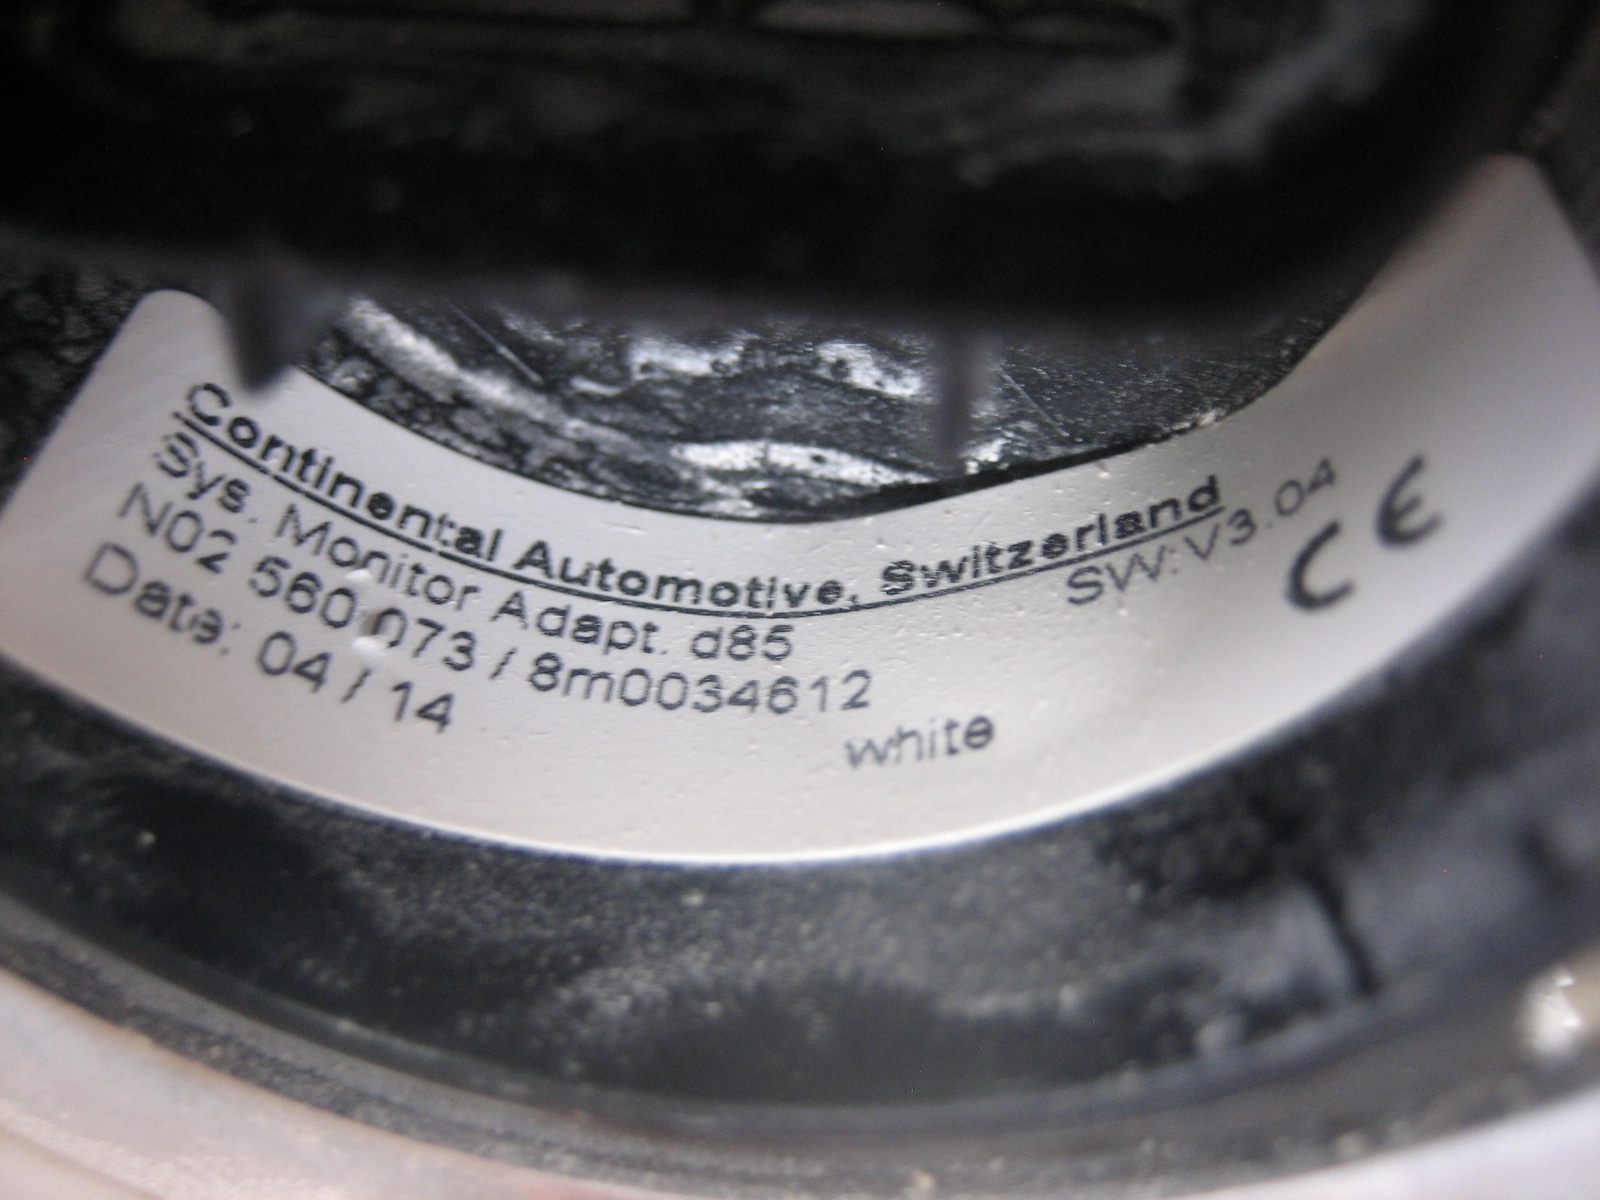 Continental Automotive, Switzerland
Sys. Monitor Adapt. d85
SW: V3.04
N02 560 073 / 8m0034612
Date: 04 / 14
white
CE